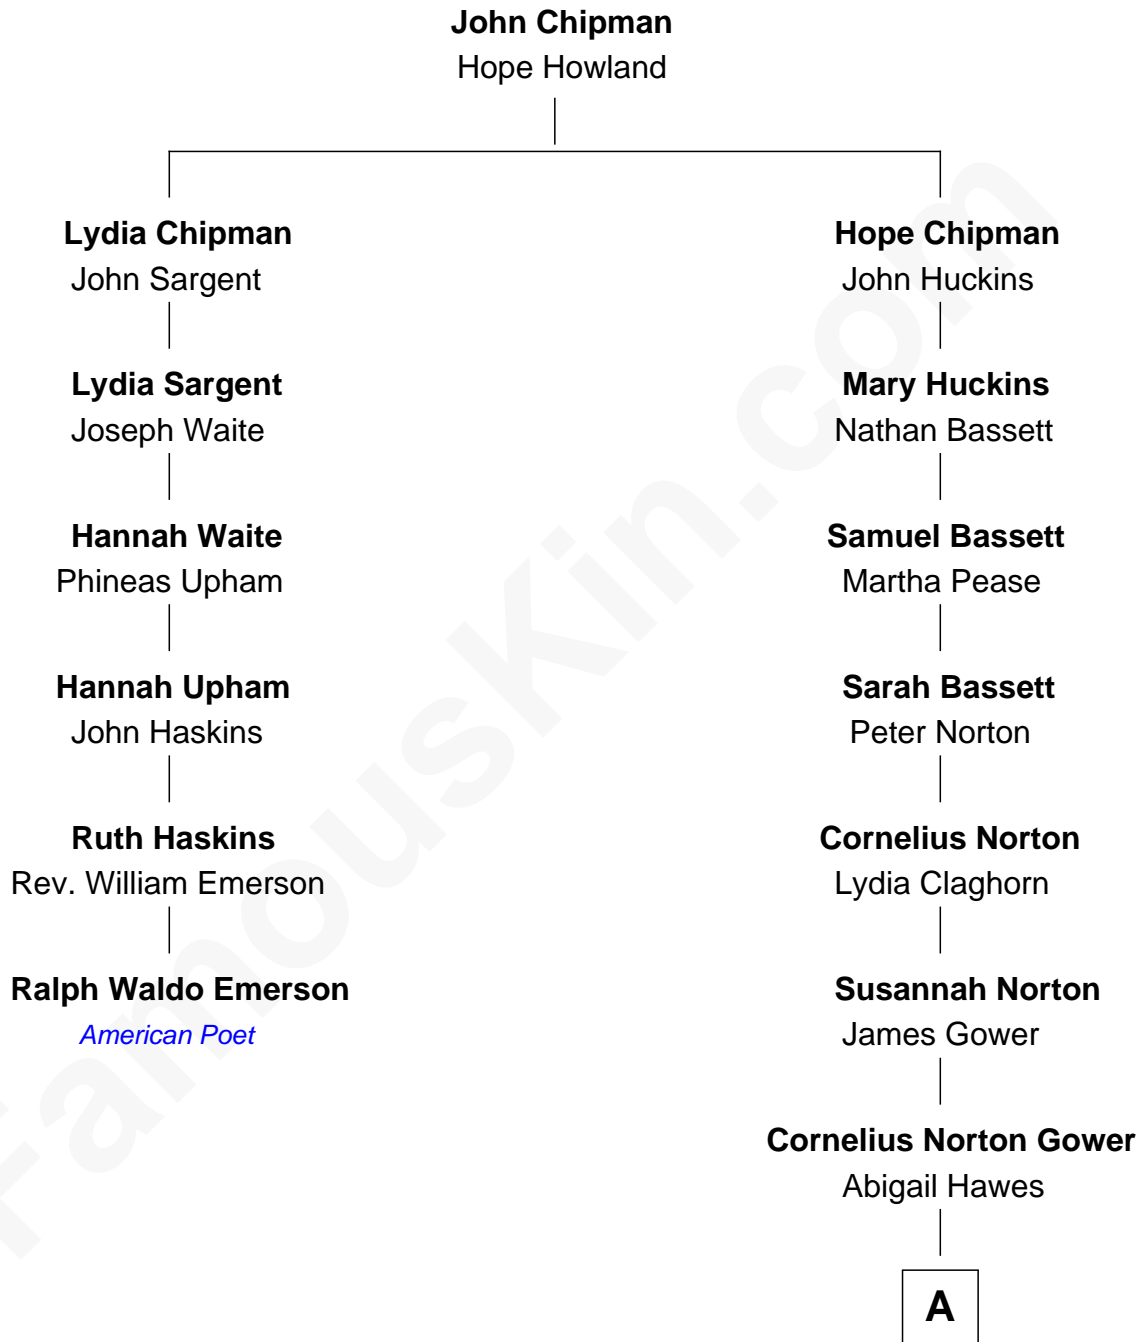 John Chipman
Hope Howland
Lydia Chipman
John Sargent
Hope Chipman
John Huckins
Lydia Sargent
Joseph Waite
Mary Huckins
Nathan Bassett
Hannah Waite
Phineas Upham
Samuel Bassett
Martha Pease
Hannah Upham
John Haskins
Sarah Bassett
Peter Norton
Ruth Haskins
Rev. William Emerson
Cornelius Norton
Lydia Claghorn
Ralph Waldo Emerson
American Poet
Susannah Norton
James Gower
Cornelius Norton Gower
Abigail Hawes
A
FamousKin.com